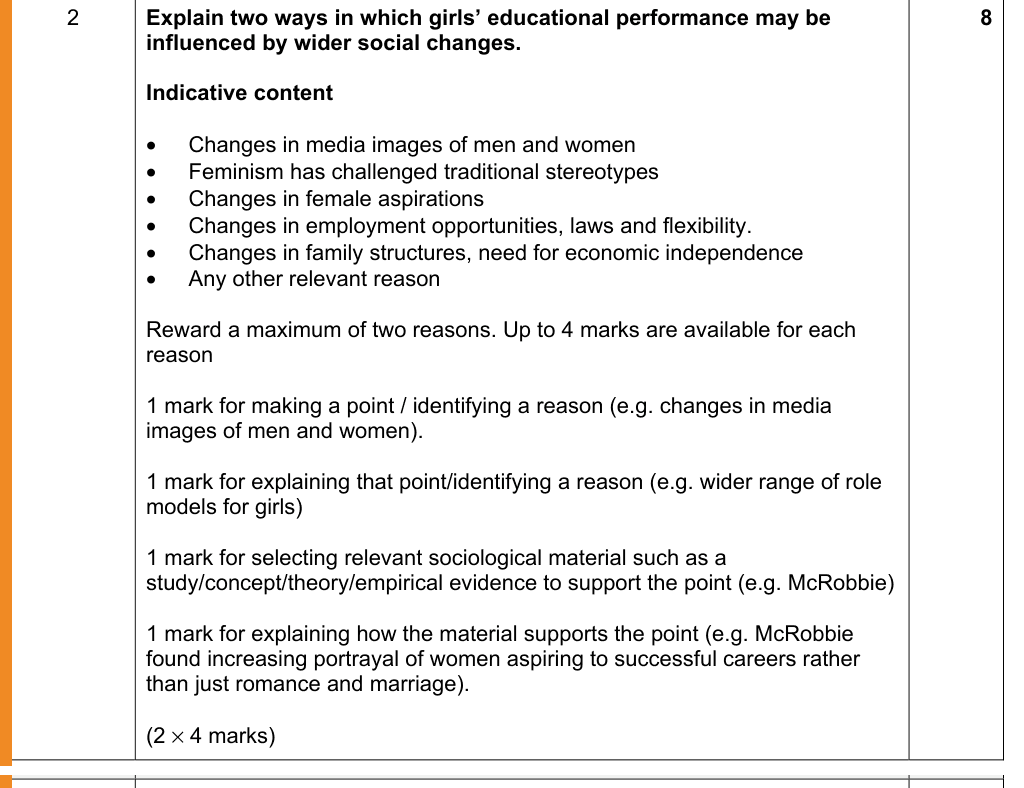 2
Explain two ways in which girls’ educational performance may be
influenced by wider social changes.
8
Indicative content
• Changes in media images of men and women
• Feminism has challenged traditional stereotypes
• Changes in female aspirations
• Changes in employment opportunities, laws and flexibility.
• Changes in family structures, need for economic independence
• Any other relevant reason
Reward a maximum of two reasons. Up to 4 marks are available for each
reason
1 mark for making a point / identifying a reason (e.g. changes in media
images of men and women).
1 mark for explaining that point/identifying a reason (e.g. wider range of role
models for girls)
1 mark for selecting relevant sociological material such as a
study/concept/theory/empirical evidence to support the point (e.g. McRobbie)
1 mark for explaining how the material supports the point (e.g. McRobbie
found increasing portrayal of women aspiring to successful careers rather
than just romance and marriage).
(2 × 4 marks)